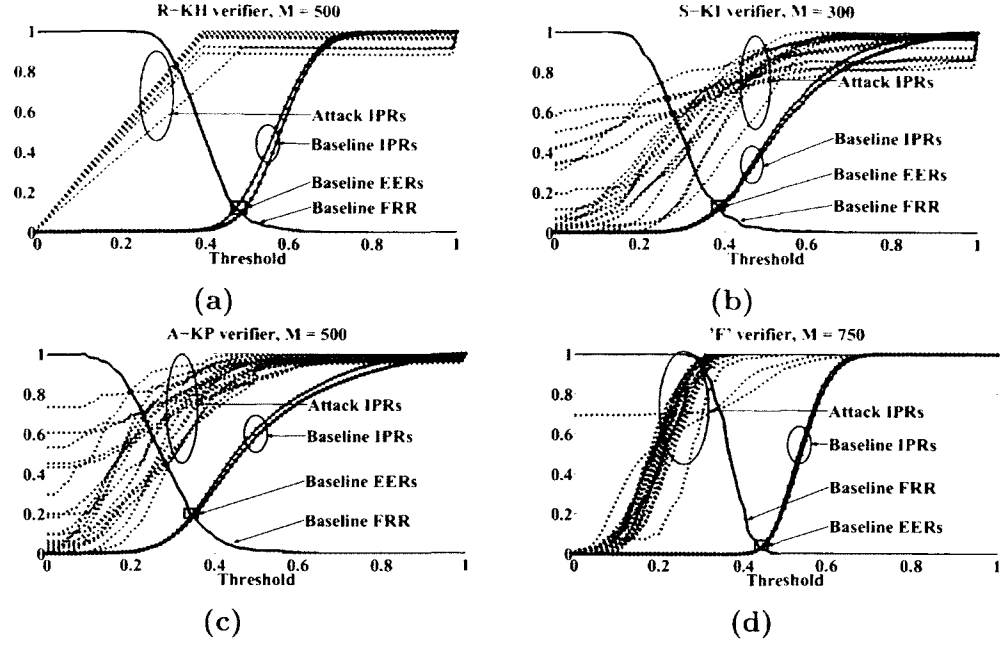 R-KH verifier, M = 500
1
0.8
0.6
0.4
0.2
0
Attack IPRs
Baseline IPRs
Baseline EERs
Baseline FRR
0 0.2 0.4 0.6 0.8 1
Threshold
(a)
S-KI verifier, M = 300
1
0.8
0.6
0.4
0.2
0
Attack IPRs
Baseline IPRs
Baseline EERs
Baseline FRR
0 0.2 0.4 0.6 0.8 1
Threshold
(b)
A-KP verifier, M = 500
1
0.8
0.6
0.4
0.2
0
Attack IPRs
Baseline IPRs
Baseline EERs
Baseline FRR
0 0.2 0.4 0.6 0.8 1
Threshold
(c)
'F' verifier, M = 750
1
0.8
0.6
0.4
0.2
0
Attack IPRs
Baseline IPRs
Baseline FRR
Baseline EERs
0 0.2 0.4 0.6 0.8 1
Threshold
(d)